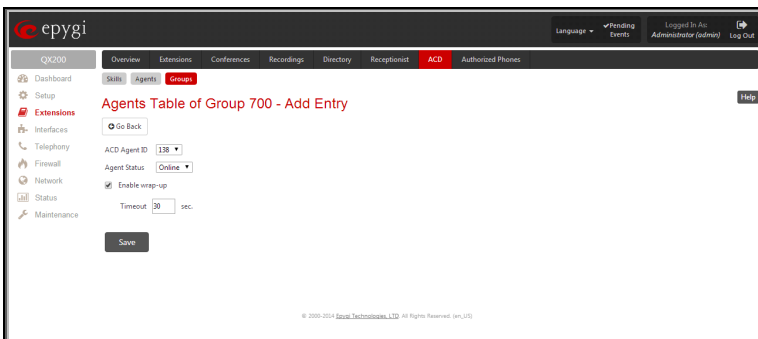 epygi
Language
Pending Events
Logged In As:
Administrator (admin)
Log Out
QX200
Overview Extensions Conferences Recordings Directory Receptionist ACD Authorized Phones
Dashboard
Setup
Extensions
Interfaces
Telephony
Firewall
Network
Status
Maintenance
Skills Agents Groups
Help
Agents Table of Group 700 - Add Entry
Go Back
ACD Agent ID 138
Agent Status Online
Enable wrap-up
Timeout 30 sec.
Save
© 2000-2014 Epygi Technologies, LTD. All Rights Reserved. (en_US)